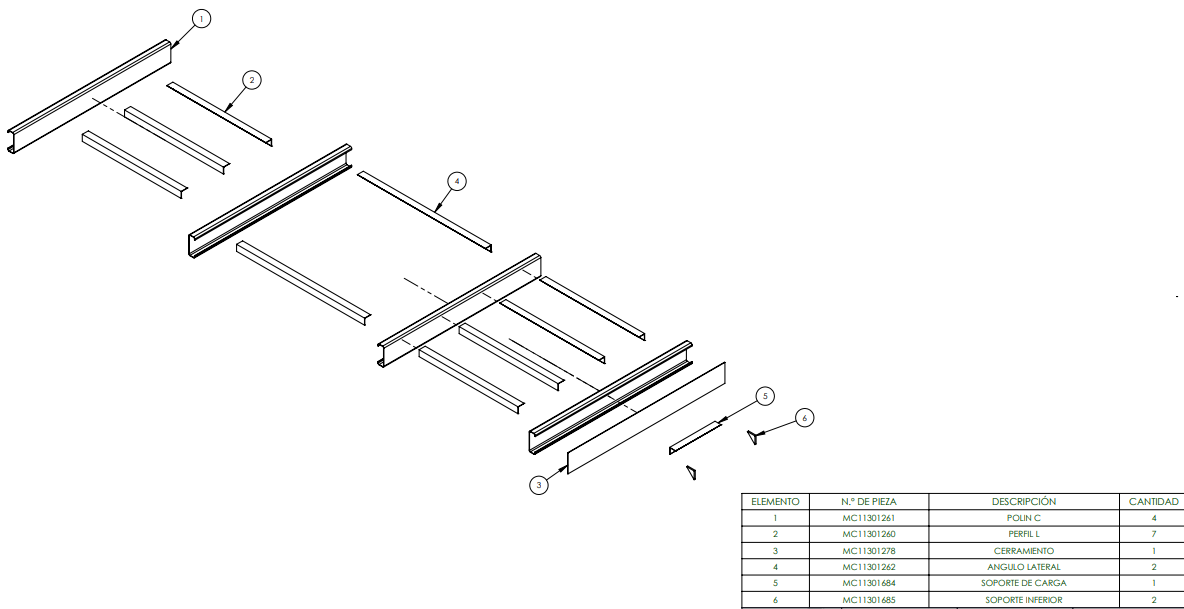 1
2
4
5
6
3
ELEMENTO N.º DE PIEZA DESCRIPCIÓN CANTIDAD
1 MC11301261 POLIN C 4
2 MC11301260 PERFIL L 7
3 MC11301278 CERRAMIENTO 1
4 MC11301262 ANGULO LATERAL 2
5 MC11301684 SOPORTE DE CARGA 1
6 MC11301685 SOPORTE INFERIOR 2